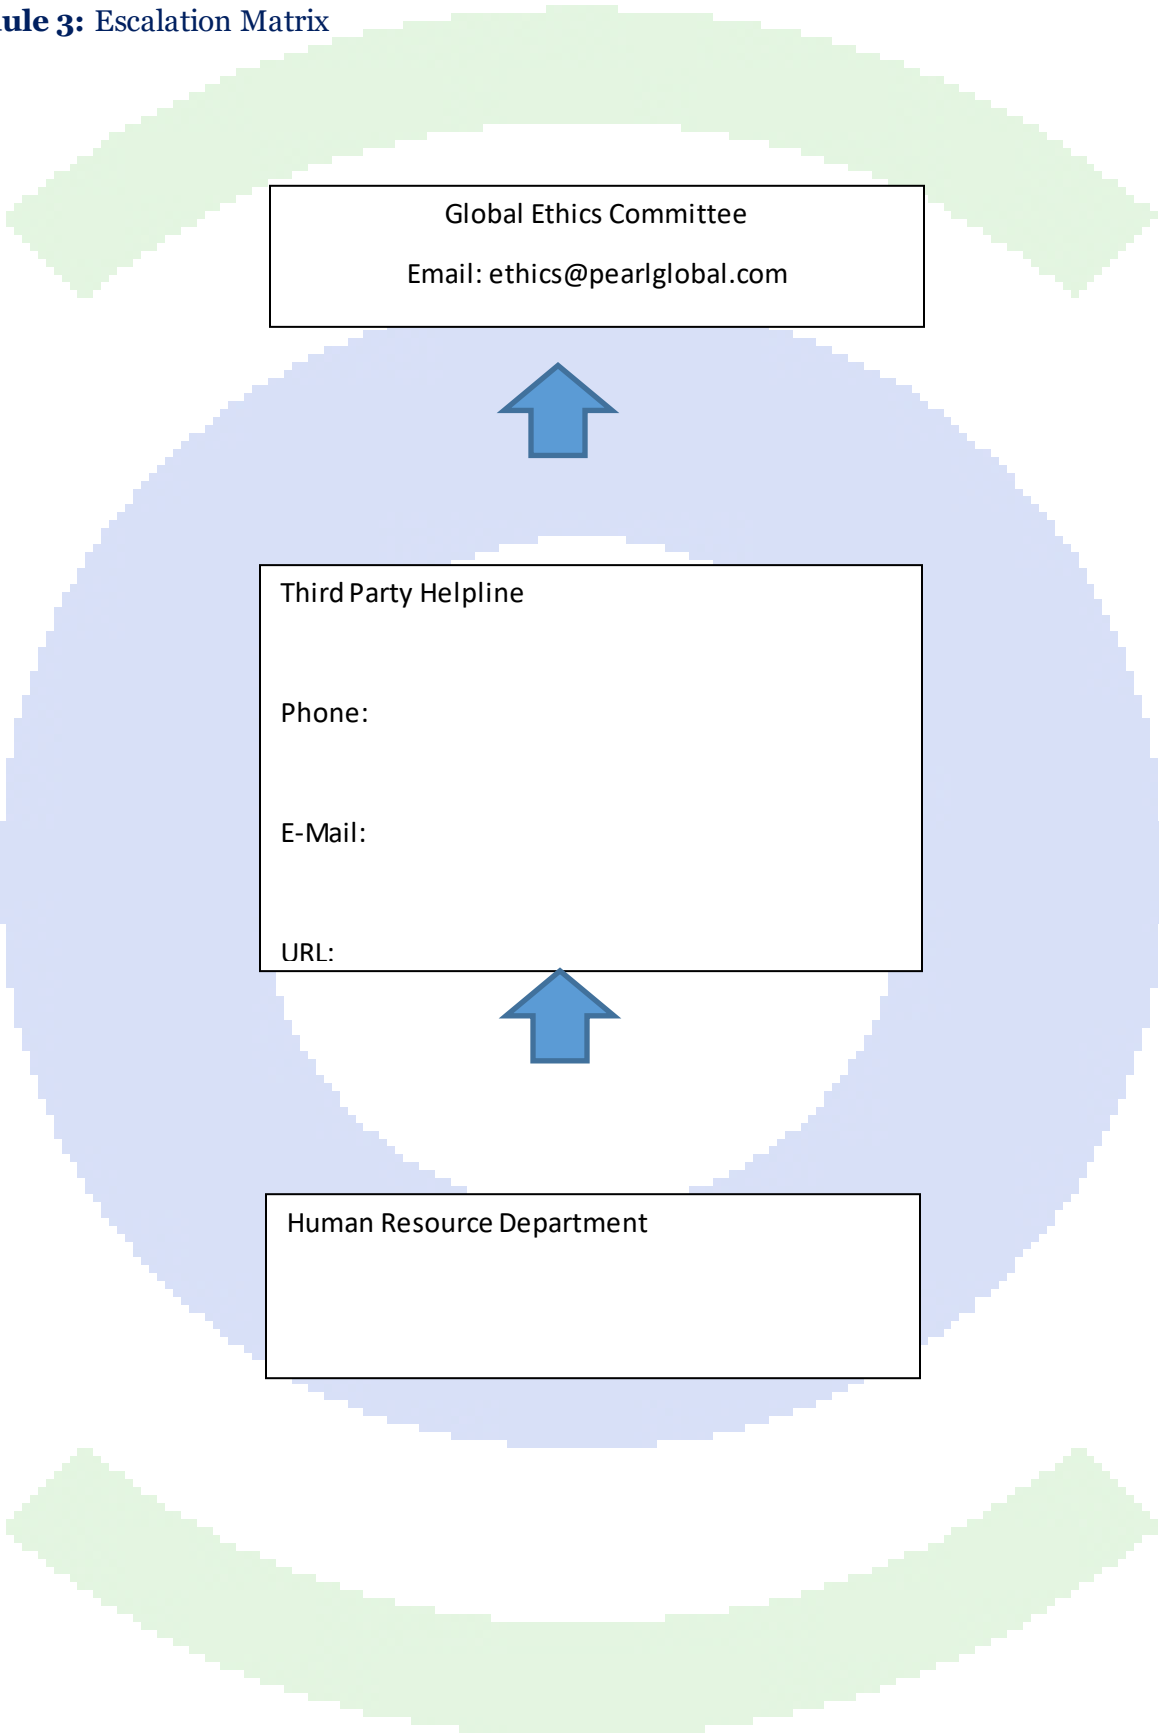 ule 3: Escalation Matrix
Global Ethics Committee
Email: ethics@pearlglobal.com
Third Party Helpline
Phone:
E-Mail:
URL:
Human Resource Department